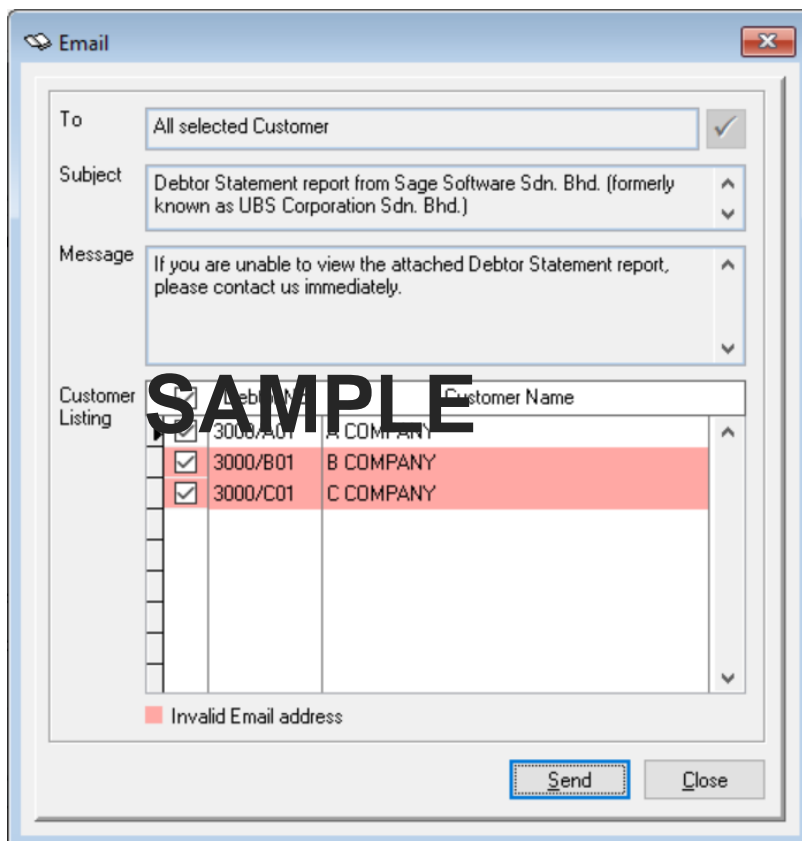 Email
To
All selected Customer
Subject
Debtor Statement report from Sage Software Sdn. Bhd. (formerly
known as UBS Corporation Sdn. Bhd.)
Message
If you are unable to view the attached Debtor Statement report,
please contact us immediately.
SAMPLE
Customer
Listing
Customer Name
3000/A01 A COMPANY
3000/B01 B COMPANY
3000/C01 C COMPANY
Invalid Email address
Send Close